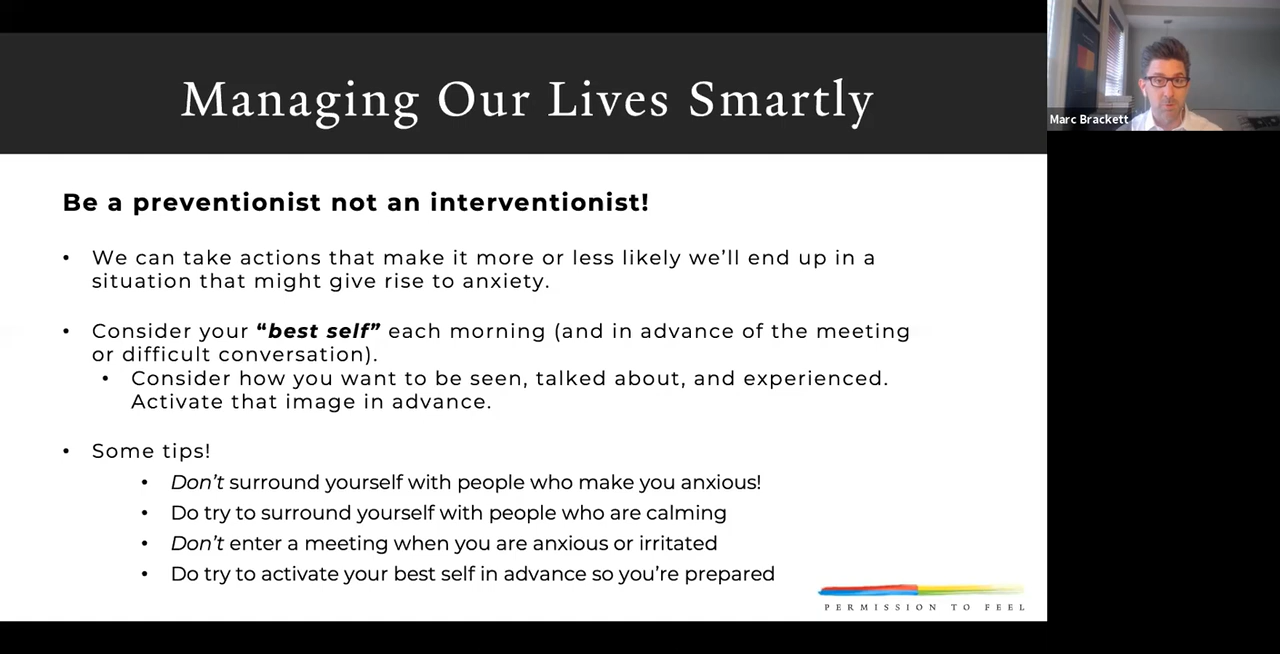 Managing Our Lives Smartly
Marc Brackett
Be a preventionist not an interventionist!
• We can take actions that make it more or less likely we’ll end up in a
situation that might give rise to anxiety.
• Consider your “best self” each morning (and in advance of the meeting
or difficult conversation).
• Consider how you want to be seen, talked about, and experienced.
Activate that image in advance.
• Some tips!
• Don’t surround yourself with people who make you anxious!
• Do try to surround yourself with people who are calming
• Don’t enter a meeting when you are anxious or irritated
• Do try to activate your best self in advance so you’re prepared
PERMISSION TO FEEL